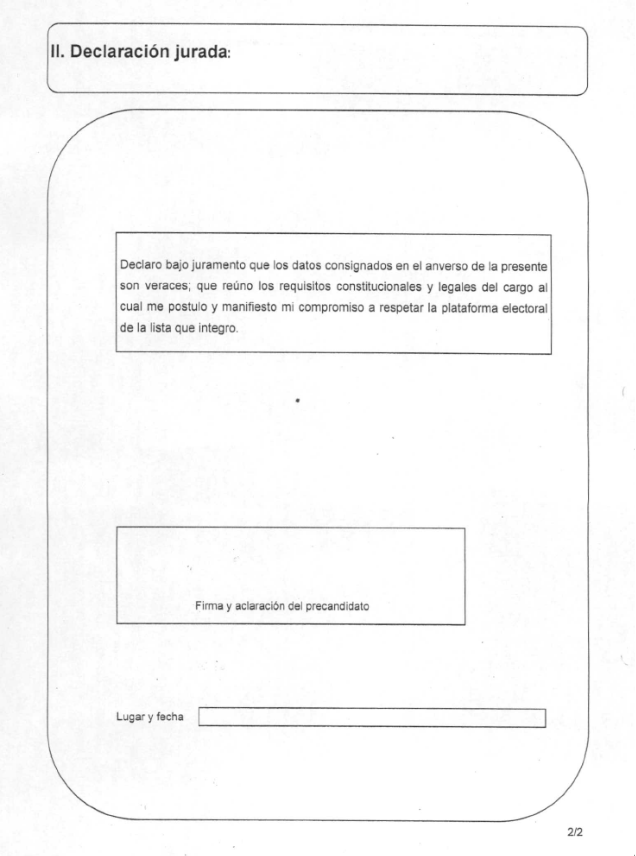 II. Declaración jurada:
Declaro bajo juramento que los datos consignados en el anverso de la presente
son veraces; que reúno los requisitos constitucionales y legales del cargo al
cual me postulo y manifiesto mi compromiso a respetar la plataforma electoral
de la lista que integro.
Firma y aclaración del precandidato
Lugar y fecha
2/2